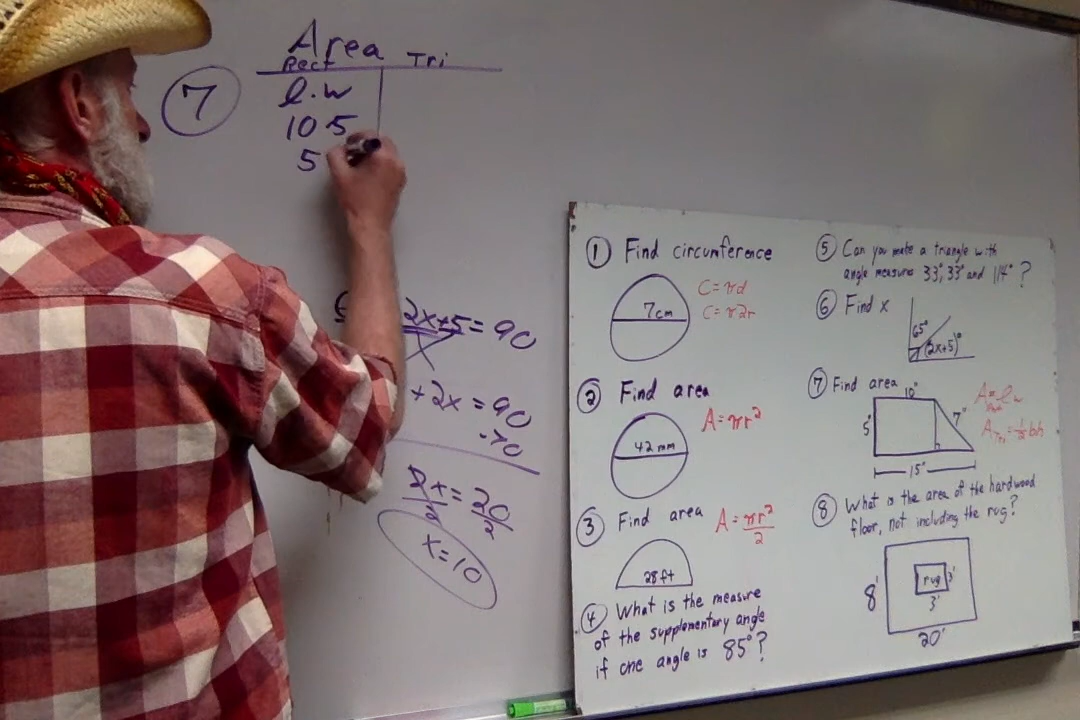 Area
Rect Tri
7
l·w
10·5
5
2x+5=90
+2x=90
-70
2x=20
2 2
x=10
1 Find circumference
7cm
C=πd
C=π2r
2 Find area
42 mm
A=πr²
3 Find area
28ft
A=πr²
2
4 What is the measure
of the supplementary angle
if one angle is 85°?
5 Can you make a triangle with
angle measures 33°, 33° and 114°?
6 Find x
65°
(2x+5)°
7 Find area
10"
5"
7"
15"
A=l·w
A Tri=½bh
8 What is the area of the hardwood
floor, not including the rug?
rug
3'
3'
8'
20'